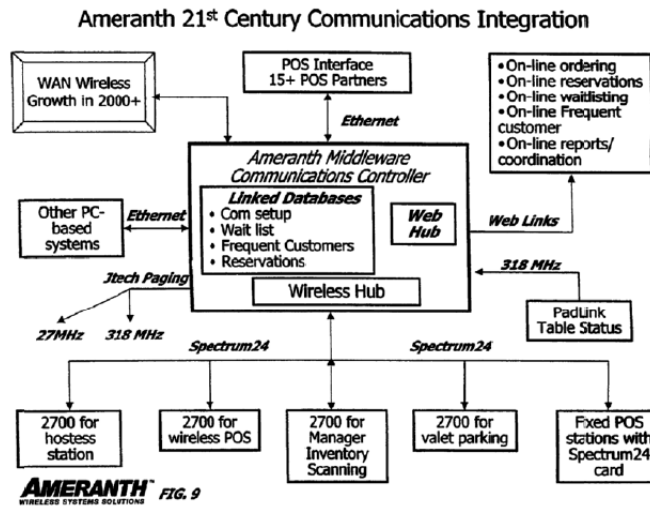 Ameranth 21st Century Communications Integration
WAN Wireless
Growth in 2000+
POS Interface
15+ POS Partners
• On-line ordering
• On-line reservations
• On-line waitlisting
• On-line Frequent
customer
• On-line reports/
coordination
Ethernet
Ameranth Middleware
Communications Controller
Linked Databases
• Com setup
• Wait list
• Frequent Customers
• Reservations
Web
Hub
Wireless Hub
Other PC-
based
systems
Ethernet
Web Links
Jtech Paging
27MHz
318 MHz
318 MHz
PadLink
Table Status
Spectrum24
Spectrum24
2700 for
hostess
station
2700 for
wireless POS
2700 for
Manager
Inventory
Scanning
2700 for
valet parking
Fixed POS
stations with
Spectrum24
card
AMERANTH™
WIRELESS SYSTEMS SOLUTIONS
FIG. 9